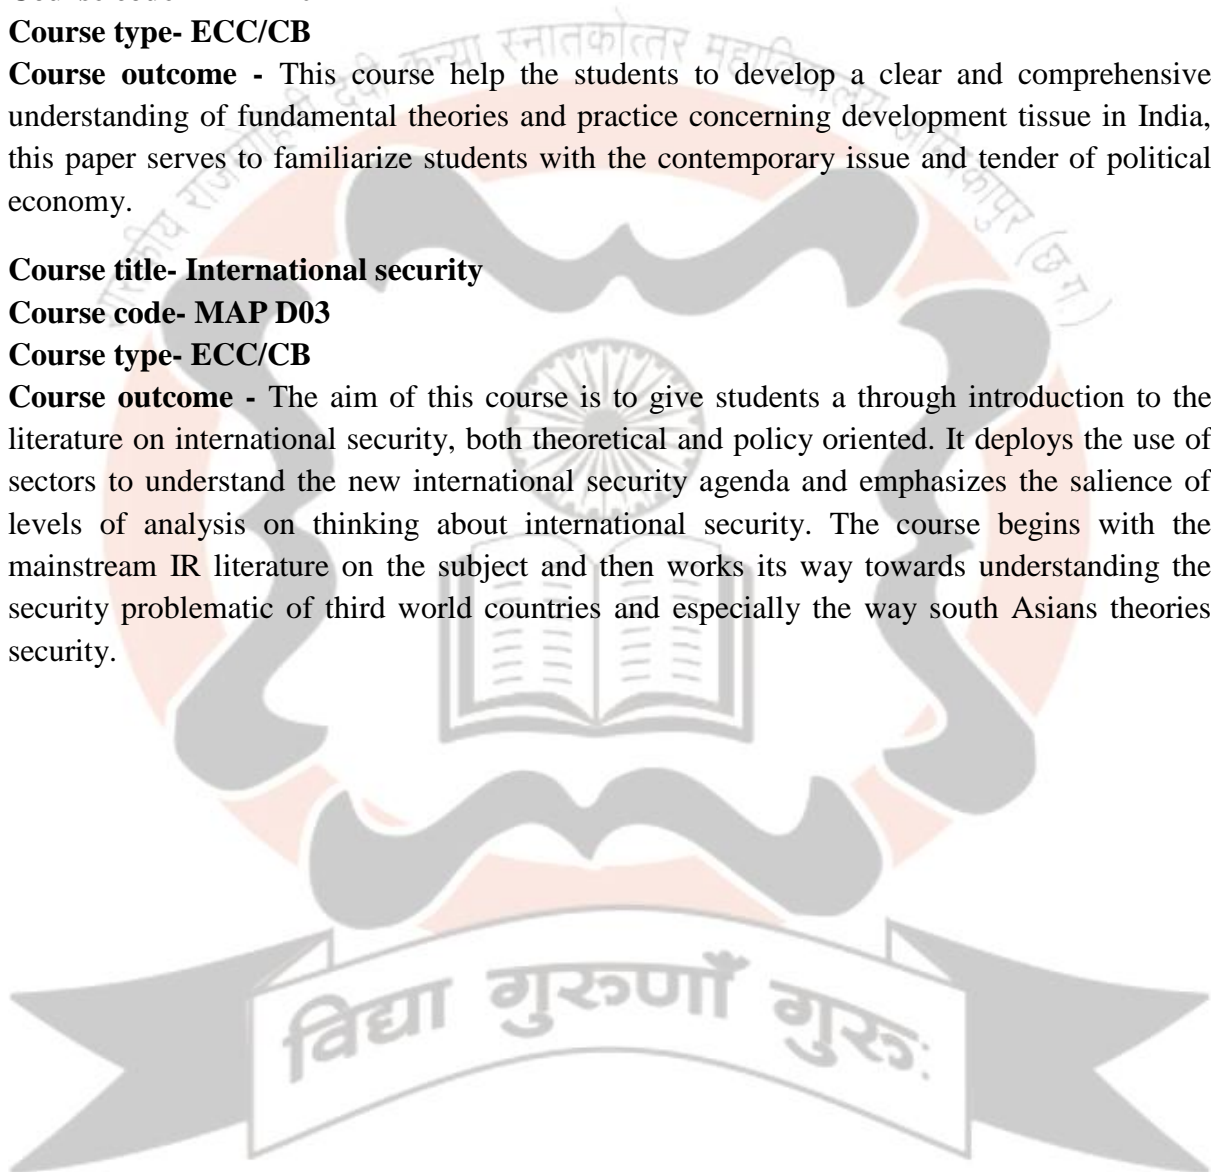 Course type- ECC/CB
Course outcome - This course help the students to develop a clear and comprehensive
understanding of fundamental theories and practice concerning development tissue in India,
this paper serves to familiarize students with the contemporary issue and tender of political
economy.
Course title- International security
Course code- MAP D03
Course type- ECC/CB
Course outcome - The aim of this course is to give students a through introduction to the
literature on international security, both theoretical and policy oriented. It deploys the use of
sectors to understand the new international security agenda and emphasizes the salience of
levels of analysis on thinking about international security. The course begins with the
mainstream IR literature on the subject and then works its way towards understanding the
security problematic of third world countries and especially the way south Asians theories
security.
देवी कन्या स्नातकोत्तर महाविद्यालय अम्बिकापुर (छ.ग.)
विद्या गुरुणाँ गुरुः